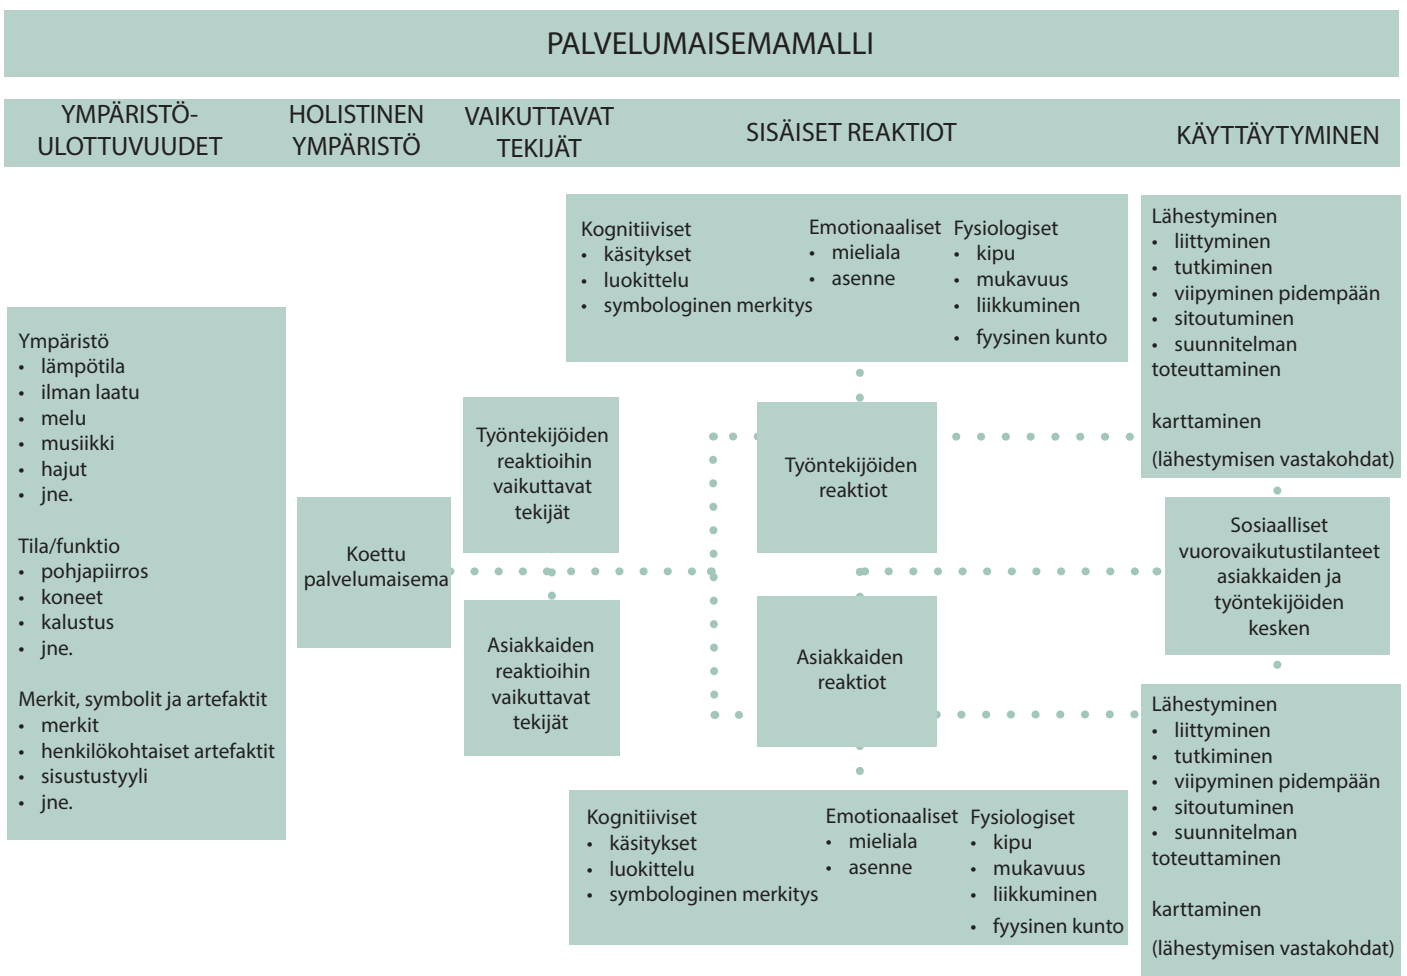 PALVELUMAISEMAMALLI
YMPÄRISTÖ-
ULOTTUVUUDET
HOLISTINEN
YMPÄRISTÖ
VAIKUTTAVAT
TEKIJÄT
SISÄISET REAKTIOT
KÄYTTÄYTYMINEN
Ympäristö
• lämpötila
• ilman laatu
• melu
• musiikki
• hajut
• jne.
Tila/funktio
• pohjapiirros
• koneet
• kalustus
• jne.
Merkit, symbolit ja artefaktit
• merkit
• henkilökohtaiset artefaktit
• sisustustyyli
• jne.
Koettu
palvelumaisema
Työntekijöiden
reaktioihin
vaikuttavat
tekijät
Asiakkaiden
reaktioihin
vaikuttavat
tekijät
Kognitiiviset
• käsitykset
• luokittelu
• symbologinen merkitys
Emotionaaliset
• mieliala
• asenne
Fysiologiset
• kipu
• mukavuus
• liikkuminen
• fyysinen kunto
Työntekijöiden
reaktiot
Asiakkaiden
reaktiot
Kognitiiviset
• käsitykset
• luokittelu
• symbologinen merkitys
Emotionaaliset
• mieliala
• asenne
Fysiologiset
• kipu
• mukavuus
• liikkuminen
• fyysinen kunto
Lähestyminen
• liittyminen
• tutkiminen
• viipyminen pidempään
• sitoutuminen
• suunnitelman
toteuttaminen
karttaminen
(lähestymisen vastakohdat)
Sosiaalliset
vuorovaikutustilanteet
asiakkaiden ja
työntekijöiden
kesken
Lähestyminen
• liittyminen
• tutkiminen
• viipyminen pidempään
• sitoutuminen
• suunnitelman
toteuttaminen
karttaminen
(lähestymisen vastakohdat)